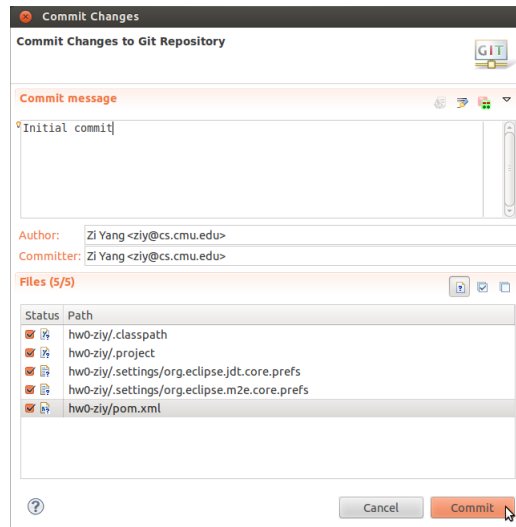 Commit Changes
Commit Changes to Git Repository
GIT
Commit message
Initial commit
Author: Zi Yang <ziy@cs.cmu.edu>
Committer: Zi Yang <ziy@cs.cmu.edu>
Files (5/5)
Status Path
hw0-ziy/.classpath
hw0-ziy/.project
hw0-ziy/.settings/org.eclipse.jdt.core.prefs
hw0-ziy/.settings/org.eclipse.m2e.core.prefs
hw0-ziy/pom.xml
Cancel Commit